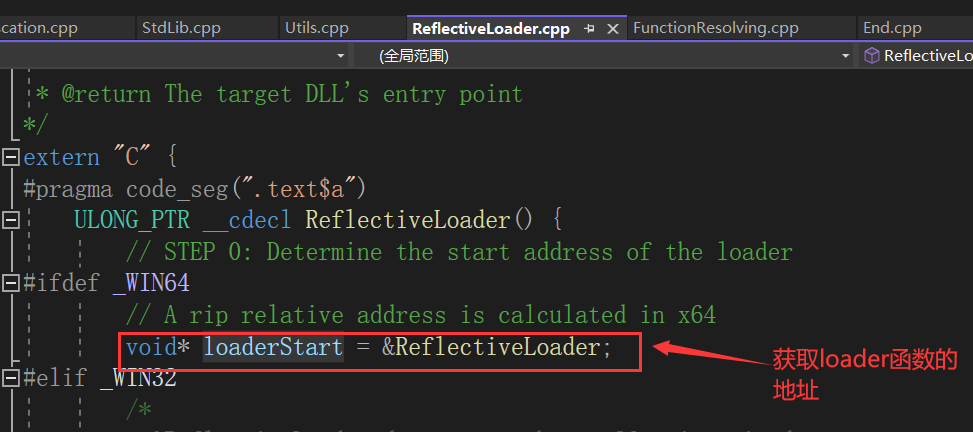 cation.cpp StdLib.cpp Utils.cpp ReflectiveLoader.cpp FunctionResolving.cpp End.cpp
(全局范围) ReflectiveLo
* @return The target DLL's entry point
*/
extern "C" {
#pragma code_seg(".text$a")
ULONG_PTR __cdecl ReflectiveLoader() {
// STEP 0: Determine the start address of the loader
#ifdef _WIN64
// A rip relative address is calculated in x64
void* loaderStart = &ReflectiveLoader;
#elif _WIN32
/*
获取loader函数的
地址